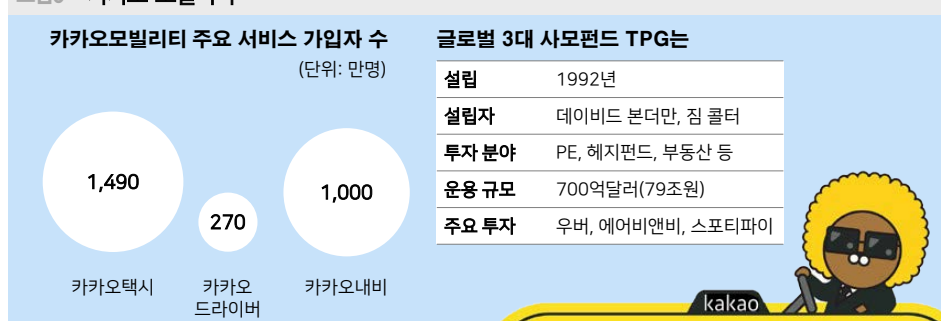 카카오모빌리티 주요 서비스 가입자 수
(단위: 만명)
1,490
270
1,000
카카오택시
카카오
드라이버
카카오내비
글로벌 3대 사모펀드 TPG는
설립 1992년
설립자 데이비드 본더만, 짐 콜터
투자 분야 PE, 헤지펀드, 부동산 등
운용 규모 700억달러(79조원)
주요 투자 우버, 에어비앤비, 스포티파이
kakao